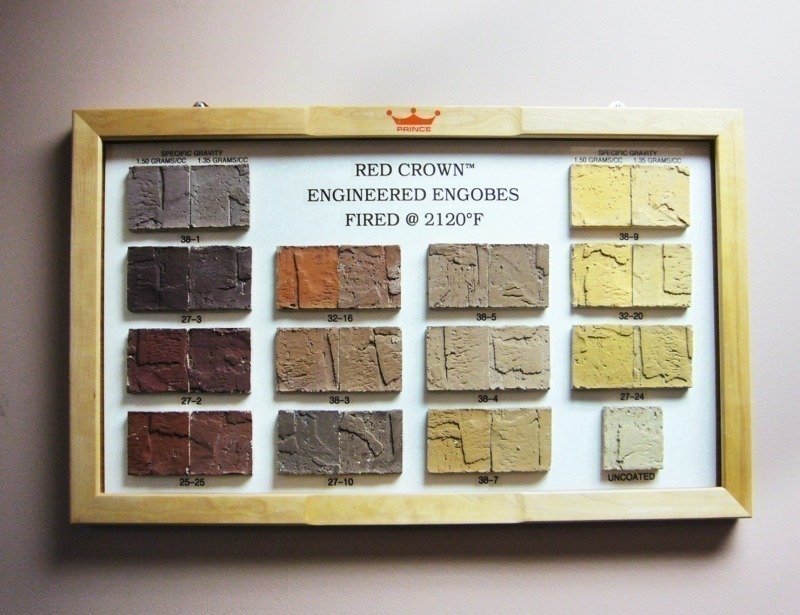 PRINCE
SPECIFIC GRAVITY
1.50 GRAMS/CC 1.35 GRAMS/CC
RED CROWN™
ENGINEERED ENGOBES
FIRED @ 2120°F
SPECIFIC GRAVITY
1.50 GRAMS/CC 1.35 GRAMS/CC
38-1
38-9
27-3
32-16
38-5
32-20
27-2
38-3
38-4
27-24
25-25
27-10
38-7
UNCOATED